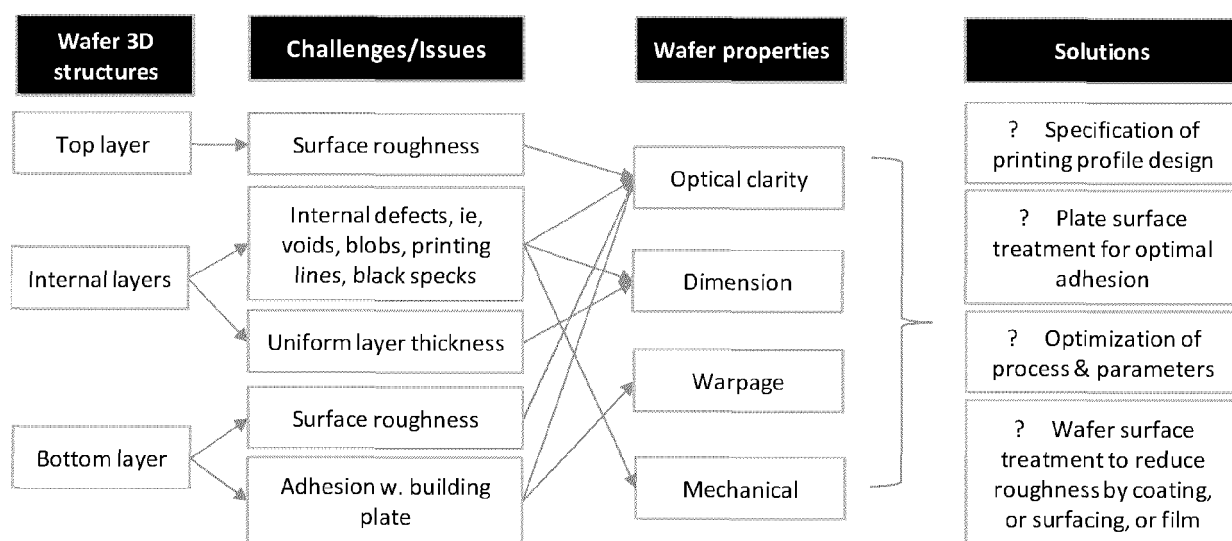 Wafer 3D
structures
Challenges/Issues
Wafer properties
Solutions
Top layer
Internal layers
Bottom layer
Surface roughness
Internal defects, ie,
voids, blobs, printing
lines, black specks
Uniform layer thickness
Surface roughness
Adhesion w. building
plate
Optical clarity
Dimension
Warpage
Mechanical
? Specification of
printing profile design
? Plate surface
treatment for optimal
adhesion
? Optimization of
process & parameters
? Wafer surface
treatment to reduce
roughness by coating,
or surfacing, or film